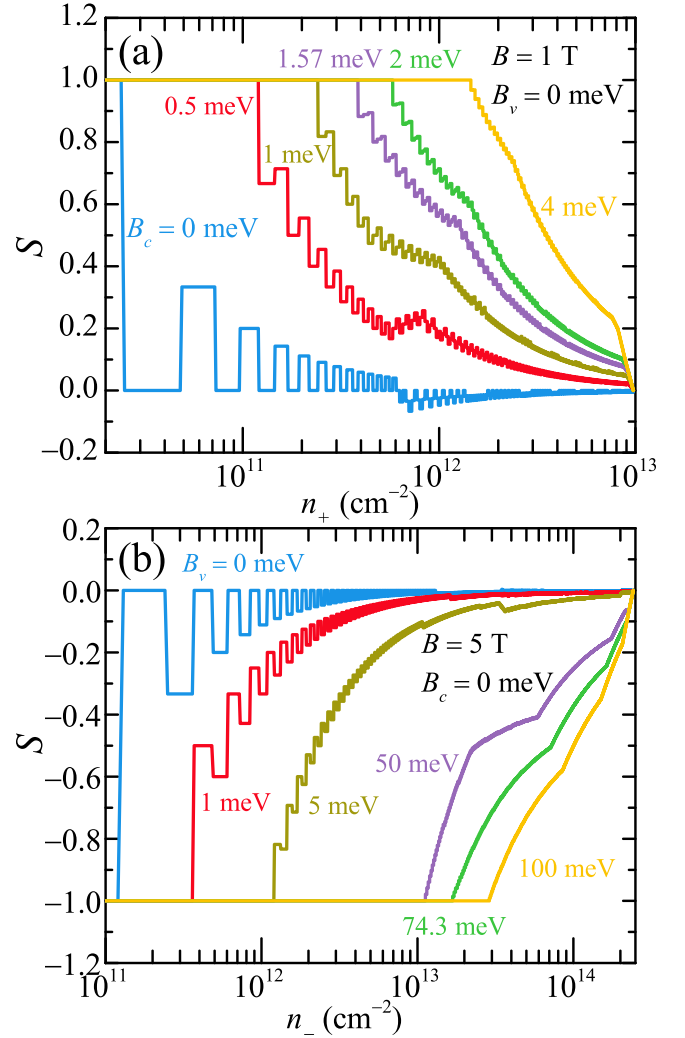 1.2
(a)
1.57 meV
2 meV
B = 1 T
1.0
B_v = 0 meV
0.5 meV
0.8
1 meV
0.6
4 meV
B_c = 0 meV
S
0.4
0.2
0.0
−0.2
10^11
10^12
10^13
n_+ (cm^−2)
0.2
(b)
B_v = 0 meV
0.0
B = 5 T
−0.2
B_c = 0 meV
−0.4
S
50 meV
−0.6
1 meV
5 meV
−0.8
100 meV
−1.0
74.3 meV
−1.2
10^11
10^12
10^13
10^14
n_− (cm^−2)